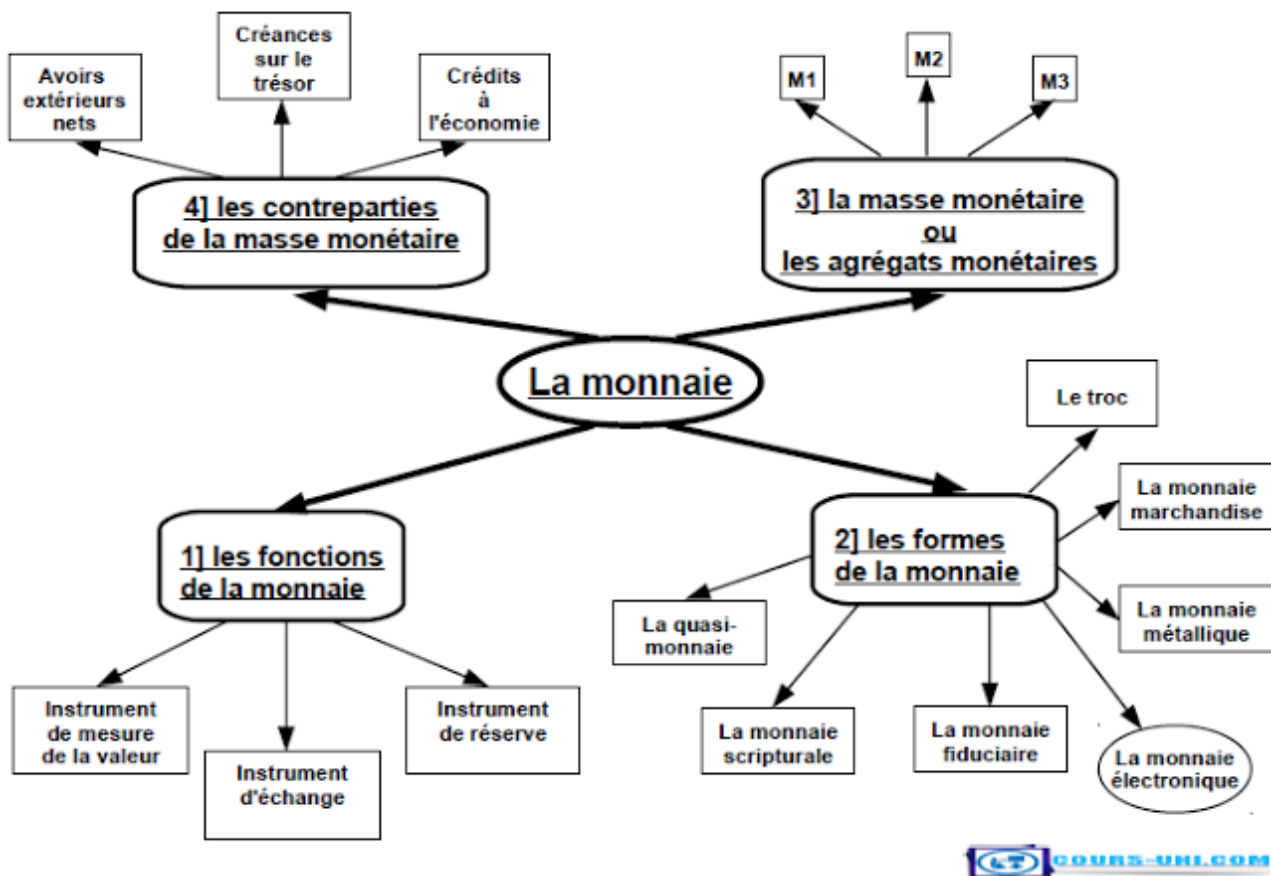 Avoirs
extérieurs
nets
Créances
sur le
trésor
Crédits
à
l'économie
M1
M2
M3
4] les contreparties
de la masse monétaire
3] la masse monétaire
ou
les agrégats monétaires
La monnaie
Le troc
La monnaie
marchandise
1] les fonctions
de la monnaie
2] les formes
de la monnaie
La monnaie
métallique
La quasi-
monnaie
Instrument
de mesure
de la valeur
Instrument
d'échange
Instrument
de réserve
La monnaie
scripturale
La monnaie
fiduciaire
La monnaie
électronique
COURS-UNI.COM